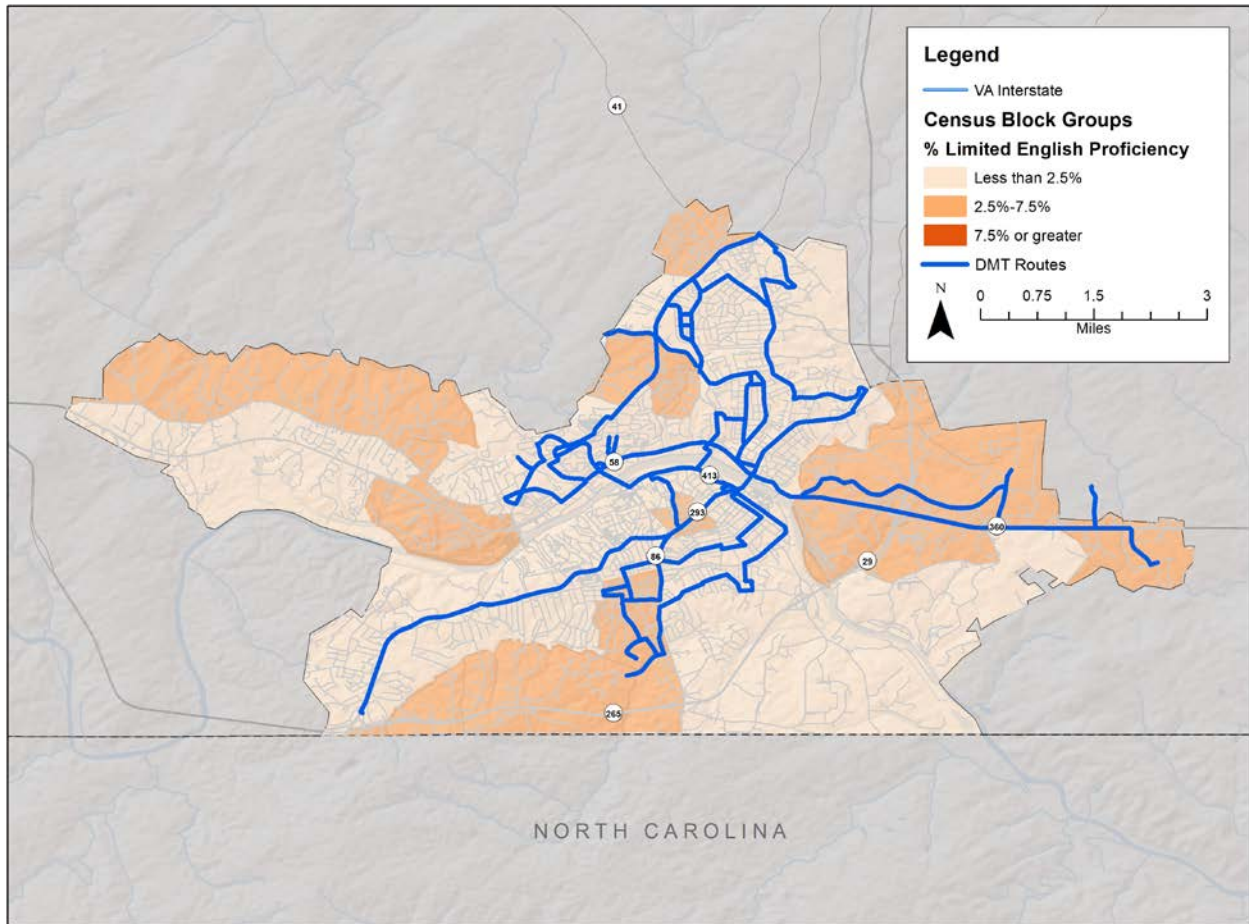 Legend
VA Interstate
Census Block Groups
% Limited English Proficiency
Less than 2.5%
2.5%-7.5%
7.5% or greater
DMT Routes
N
0 0.75 1.5 3
Miles
41
58
413
293
86
360
29
265
NORTH CAROLINA